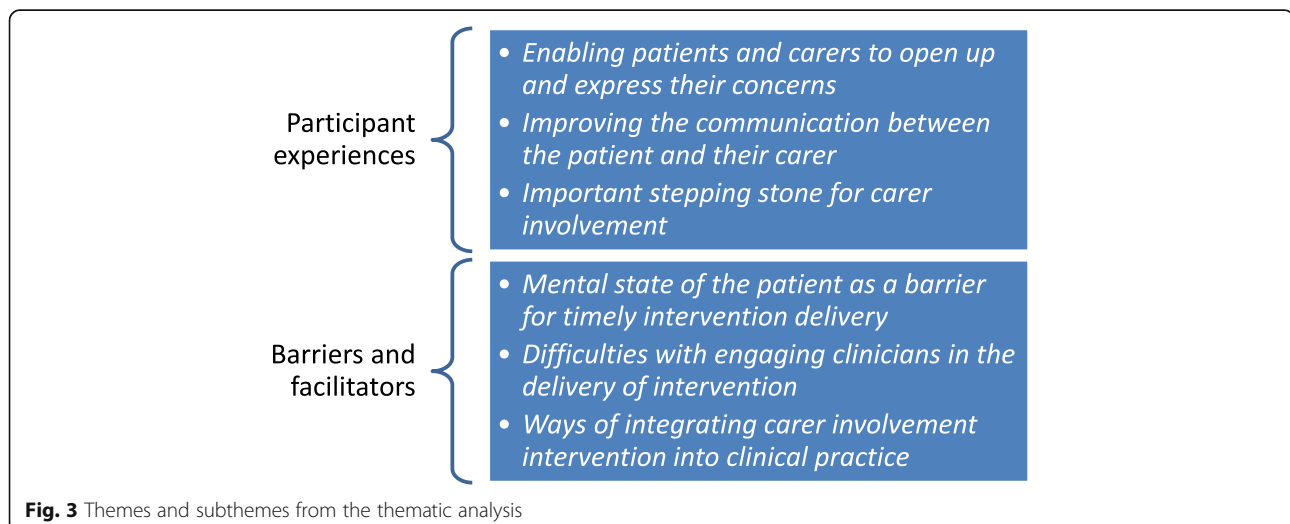 Participant
experiences
• Enabling patients and carers to open up
and express their concerns
• Improving the communication between
the patient and their carer
• Important stepping stone for carer
involvement
Barriers and
facilitators
• Mental state of the patient as a barrier
for timely intervention delivery
• Difficulties with engaging clinicians in the
delivery of intervention
• Ways of integrating carer involvement
intervention into clinical practice
Fig. 3 Themes and subthemes from the thematic analysis